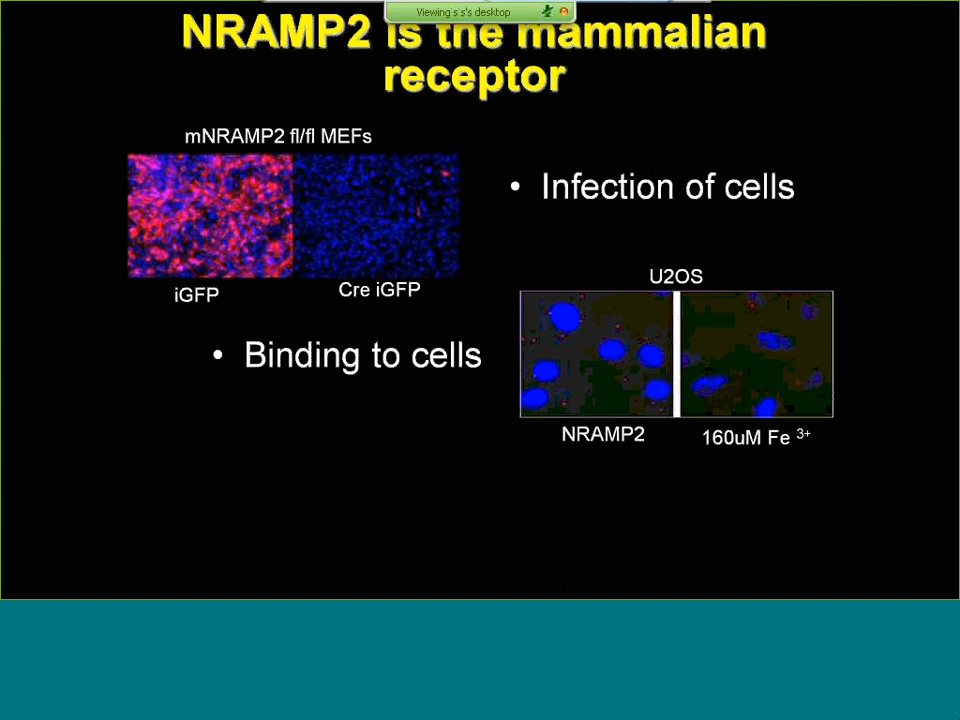 Viewing s s's desktop
NRAMP2 is the mammalian
receptor
mNRAMP2 fl/fl MEFs
• Infection of cells
iGFP
Cre iGFP
U2OS
• Binding to cells
NRAMP2
160uM Fe 3+